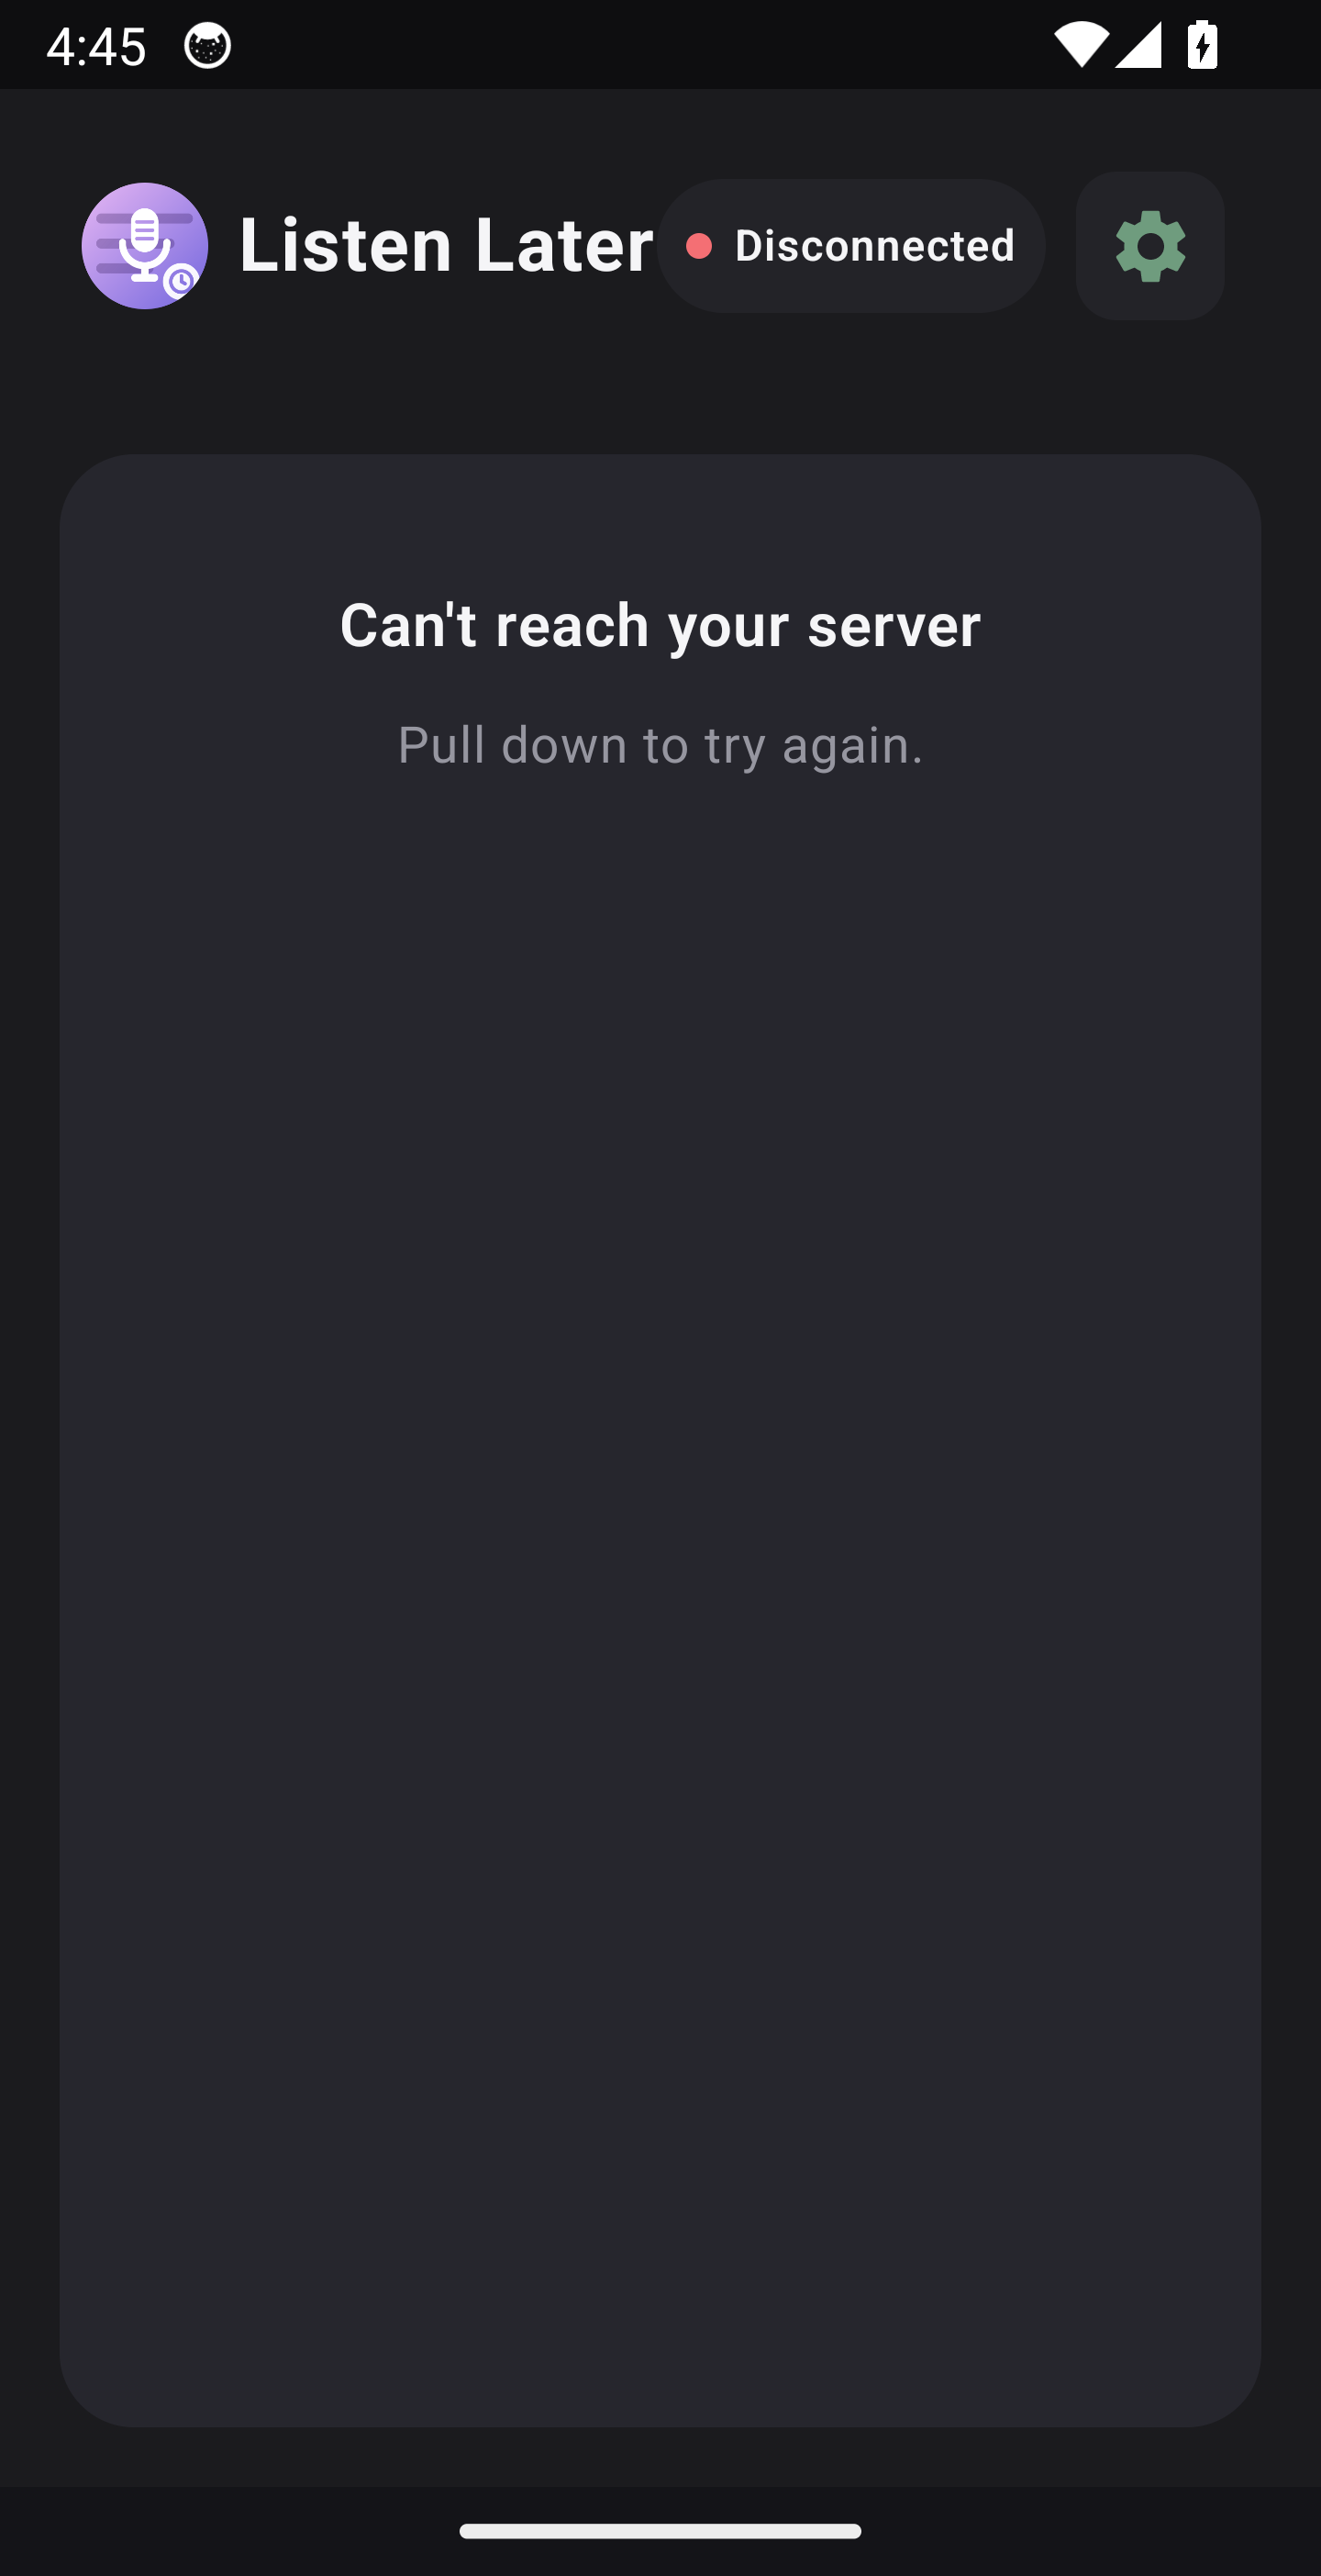 4:45
Listen Later
Disconnected
Can't reach your server
Pull down to try again.